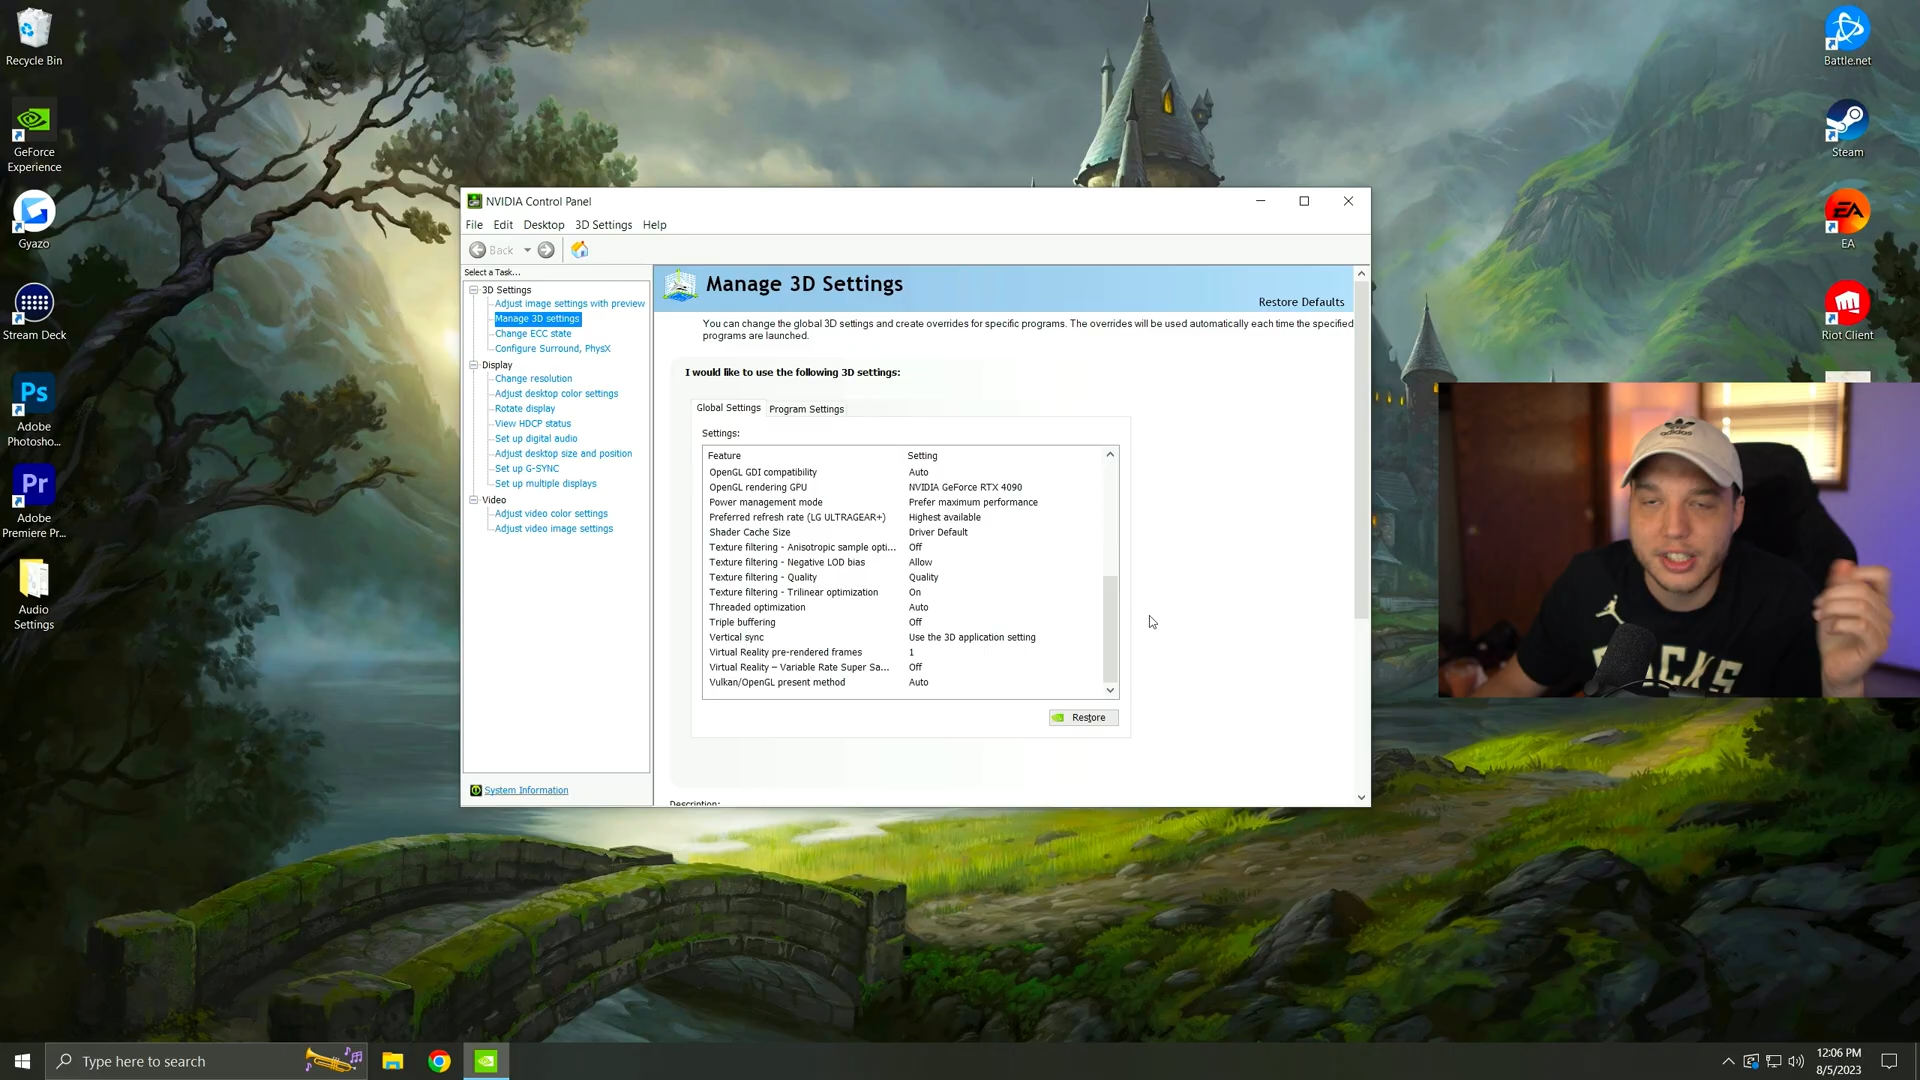 Recycle Bin
GeForce
Experience
Gyazo
Stream Deck
Ps
Adobe
Photosho...
Pr
Adobe
Premiere Pr...
Audio
Settings
Battle.net
Steam
EA
EA
Riot Client
NVIDIA Control Panel
File Edit Desktop 3D Settings Help
Back
Select a Task...
3D Settings
Adjust image settings with preview
Manage 3D settings
Change ECC state
Configure Surround, PhysX
Display
Change resolution
Adjust desktop color settings
Rotate display
View HDCP status
Set up digital audio
Adjust desktop size and position
Set up G-SYNC
Set up multiple displays
Video
Adjust video color settings
Adjust video image settings
System Information
Manage 3D Settings
Restore Defaults
You can change the global 3D settings and create overrides for specific programs. The overrides will be used automatically each time the specified
programs are launched.
I would like to use the following 3D settings:
Global Settings Program Settings
Settings:
Feature Setting
OpenGL GDI compatibility Auto
OpenGL rendering GPU NVIDIA GeForce RTX 4090
Power management mode Prefer maximum performance
Preferred refresh rate (LG ULTRAGEAR+) Highest available
Shader Cache Size Driver Default
Texture filtering - Anisotropic sample opti... Off
Texture filtering - Negative LOD bias Allow
Texture filtering - Quality Quality
Texture filtering - Trilinear optimization On
Threaded optimization Auto
Triple buffering Off
Vertical sync Use the 3D application setting
Virtual Reality pre-rendered frames 1
Virtual Reality – Variable Rate Super Sa... Off
Vulkan/OpenGL present method Auto
Restore
Description:
adidas
Type here to search
12:06 PM
8/5/2023